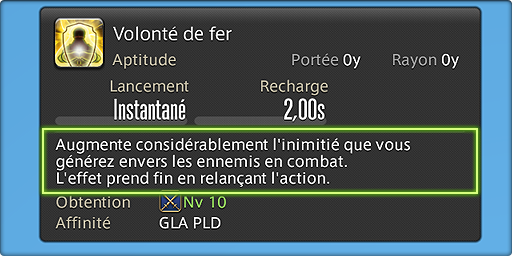 Volonté de fer
Aptitude Portée 0y Rayon 0y
Lancement Recharge
Instantané 2,00s
Augmente considérablement l'inimitié que vous
générez envers les ennemis en combat.
L'effet prend fin en relançant l'action.
Obtention Nv 10
Affinité GLA PLD